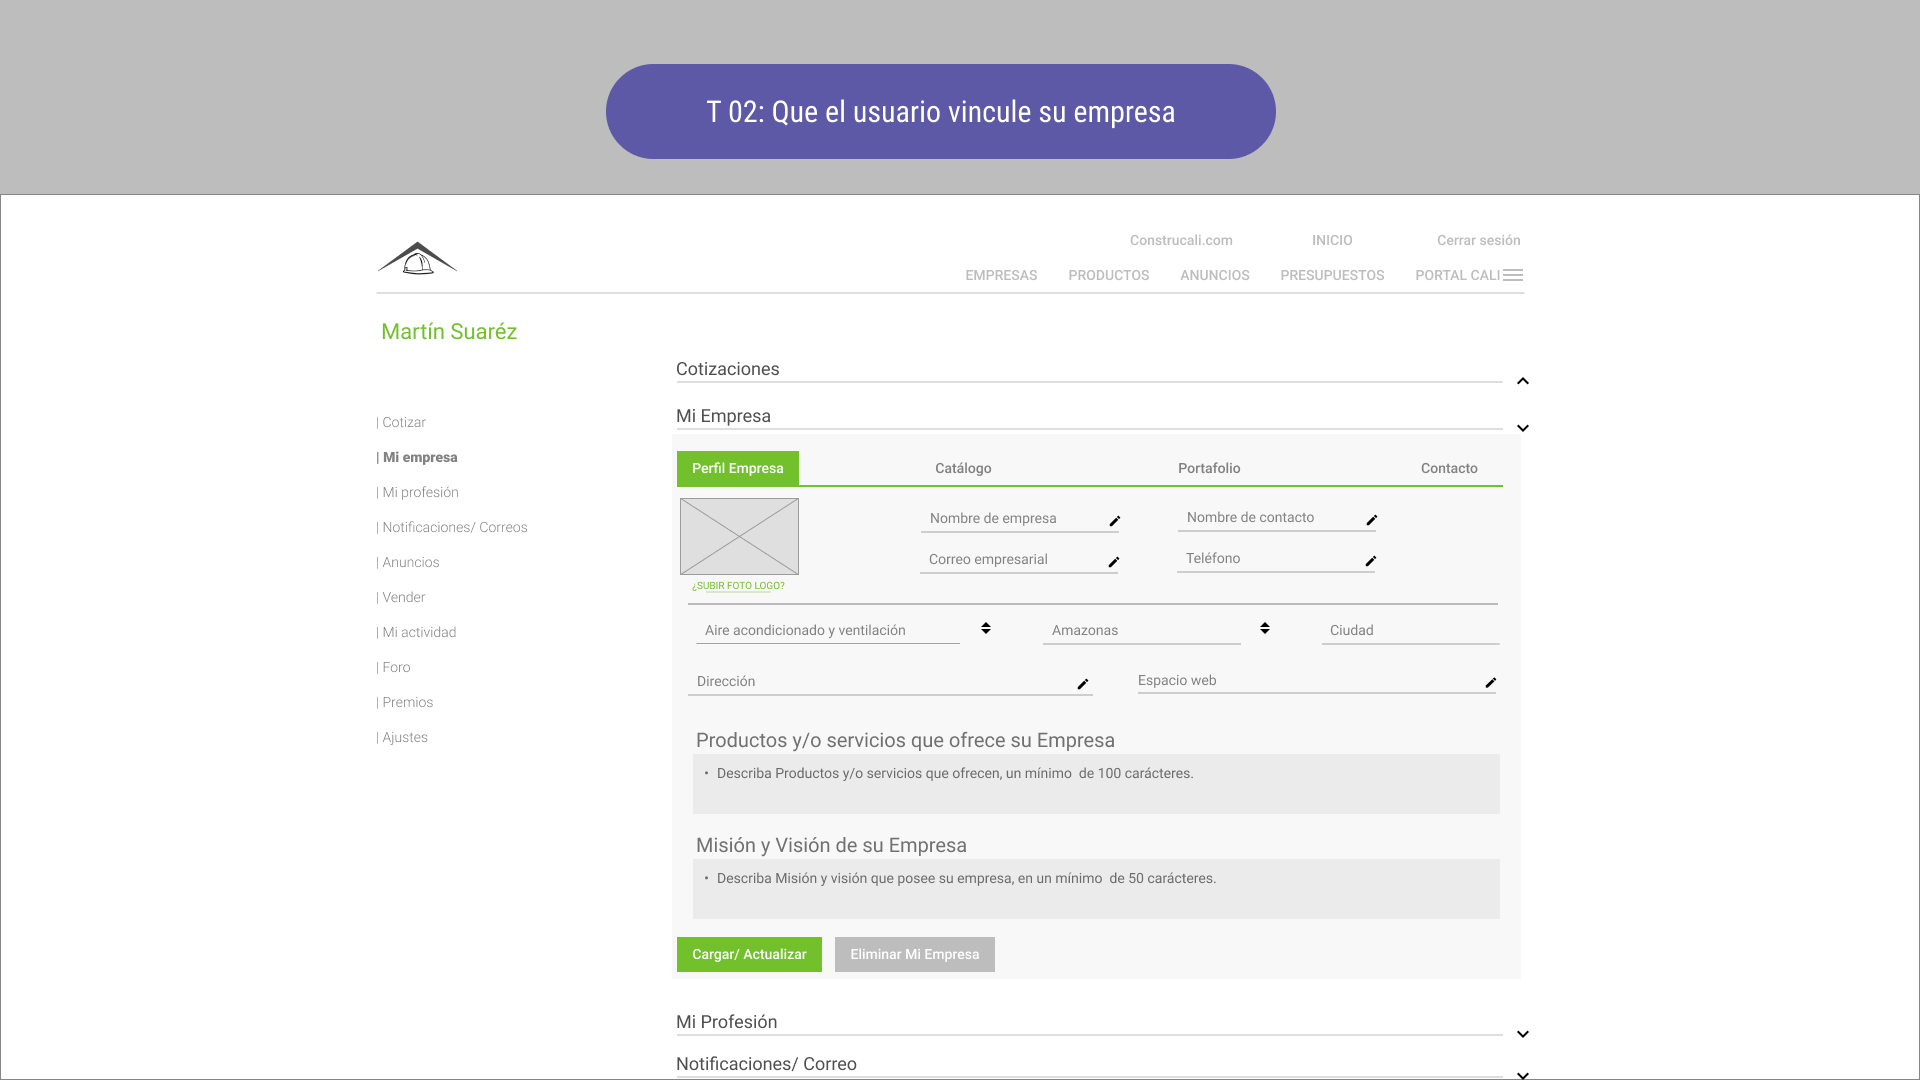 T 02: Que el usuario vincule su empresa
Construcali.com INICIO Cerrar sesión
EMPRESAS PRODUCTOS ANUNCIOS PRESUPUESTOS PORTAL CALI
Martín Suaréz
| Cotizar
| Mi empresa
| Mi profesión
| Notificaciones/ Correos
| Anuncios
| Vender
| Mi actividad
| Foro
| Premios
| Ajustes
Cotizaciones
Mi Empresa
Perfil Empresa Catálogo Portafolio Contacto
Nombre de empresa Nombre de contacto
Correo empresarial Teléfono
¿SUBIR FOTO LOGO?
Aire acondicionado y ventilación Amazonas Ciudad
Dirección Espacio web
Productos y/o servicios que ofrece su Empresa
• Describa Productos y/o servicios que ofrecen, un mínimo de 100 carácteres.
Misión y Visión de su Empresa
• Describa Misión y visión que posee su empresa, en un mínimo de 50 carácteres.
Cargar/ Actualizar Eliminar Mi Empresa
Mi Profesión
Notificaciones/ Correo